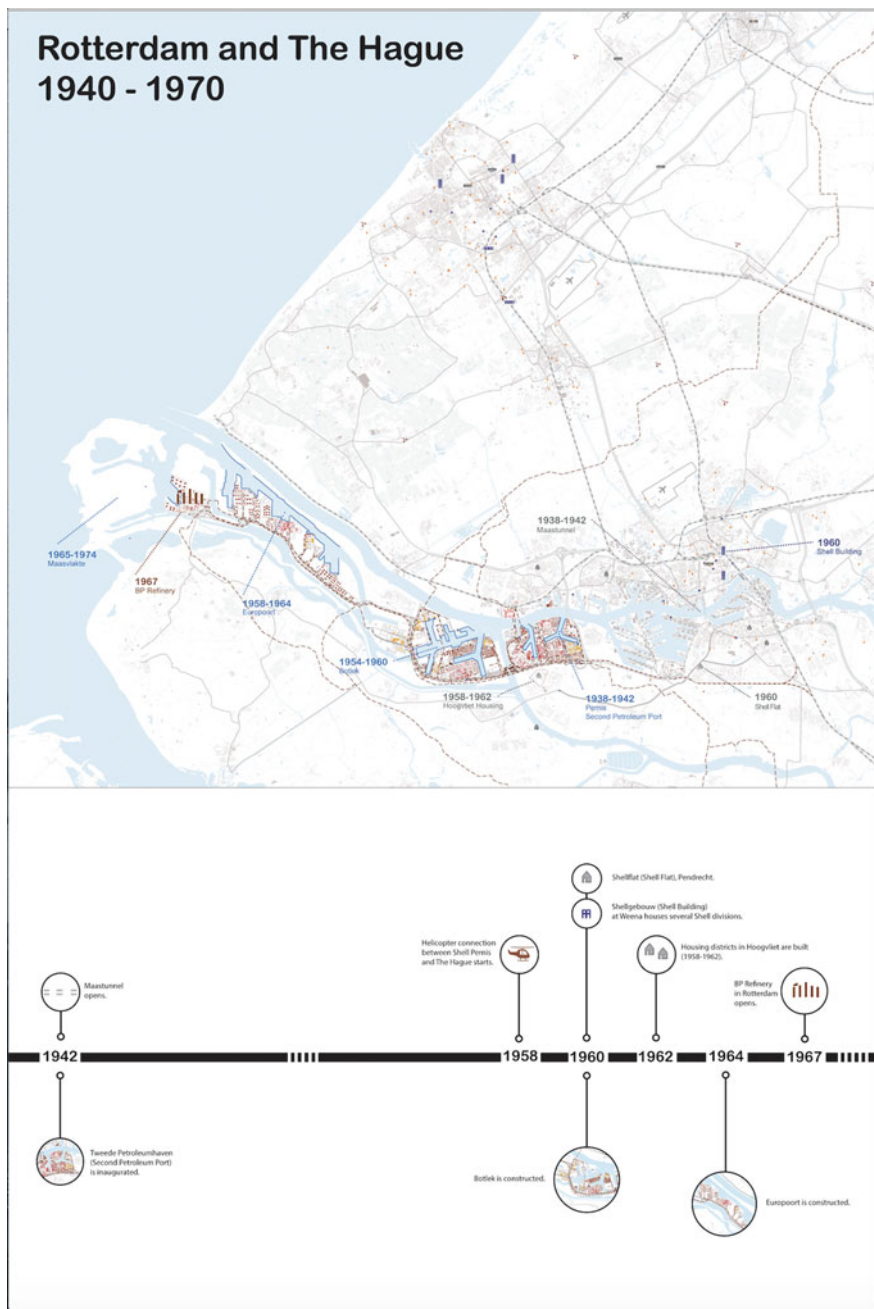 Rotterdam and The Hague
1940 - 1970
1938-1942
Maastunnel
1960
Shell Building
1965-1974
Maasvlakte
1967
BP Refinery
1958-1964
Europoort
1954-1960
Botlek
1958-1962
Hoogvliet Housing
1938-1942
Pernis
Second Petroleum Port
1960
Shell Flat
Shellflat (Shell Flat), Pendrecht.
Shellgebouw (Shell Building)
at Weena houses several Shell divisions.
Helicopter connection
between Shell Pernis
and The Hague starts.
Housing districts in Hoogvliet are built
(1958-1962).
BP Refinery
in Rotterdam
opens.
Maastunnel
opens.
1942
1958
1960
1962
1964
1967
Tweede Petroleumhaven
(Second Petroleum Port)
is inaugurated.
Botlek is constructed.
Europoort is constructed.